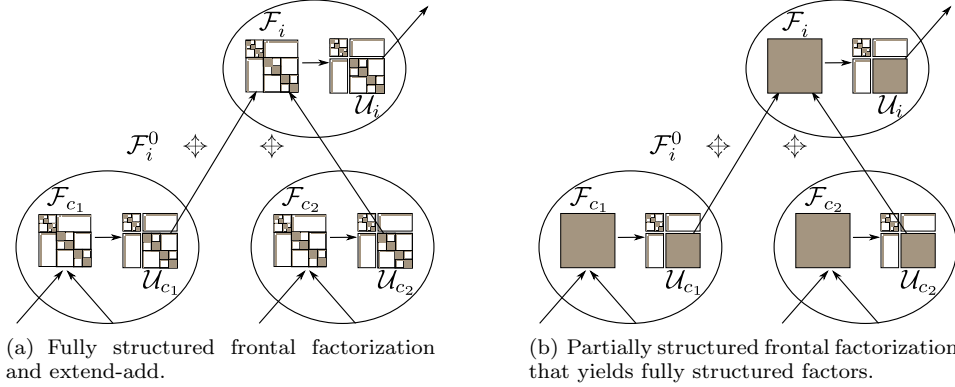 𝓕ᵢ 𝓕ᵢ
𝓤ᵢ 𝓤ᵢ
𝓕ᵢ⁰ 𝓕ᵢ⁰
𝓕c₁ 𝓕c₂ 𝓕c₁ 𝓕c₂
𝓤c₁ 𝓤c₂ 𝓤c₁ 𝓤c₂
(a) Fully structured frontal factorization
and extend-add.
(b) Partially structured frontal factorization
that yields fully structured factors.